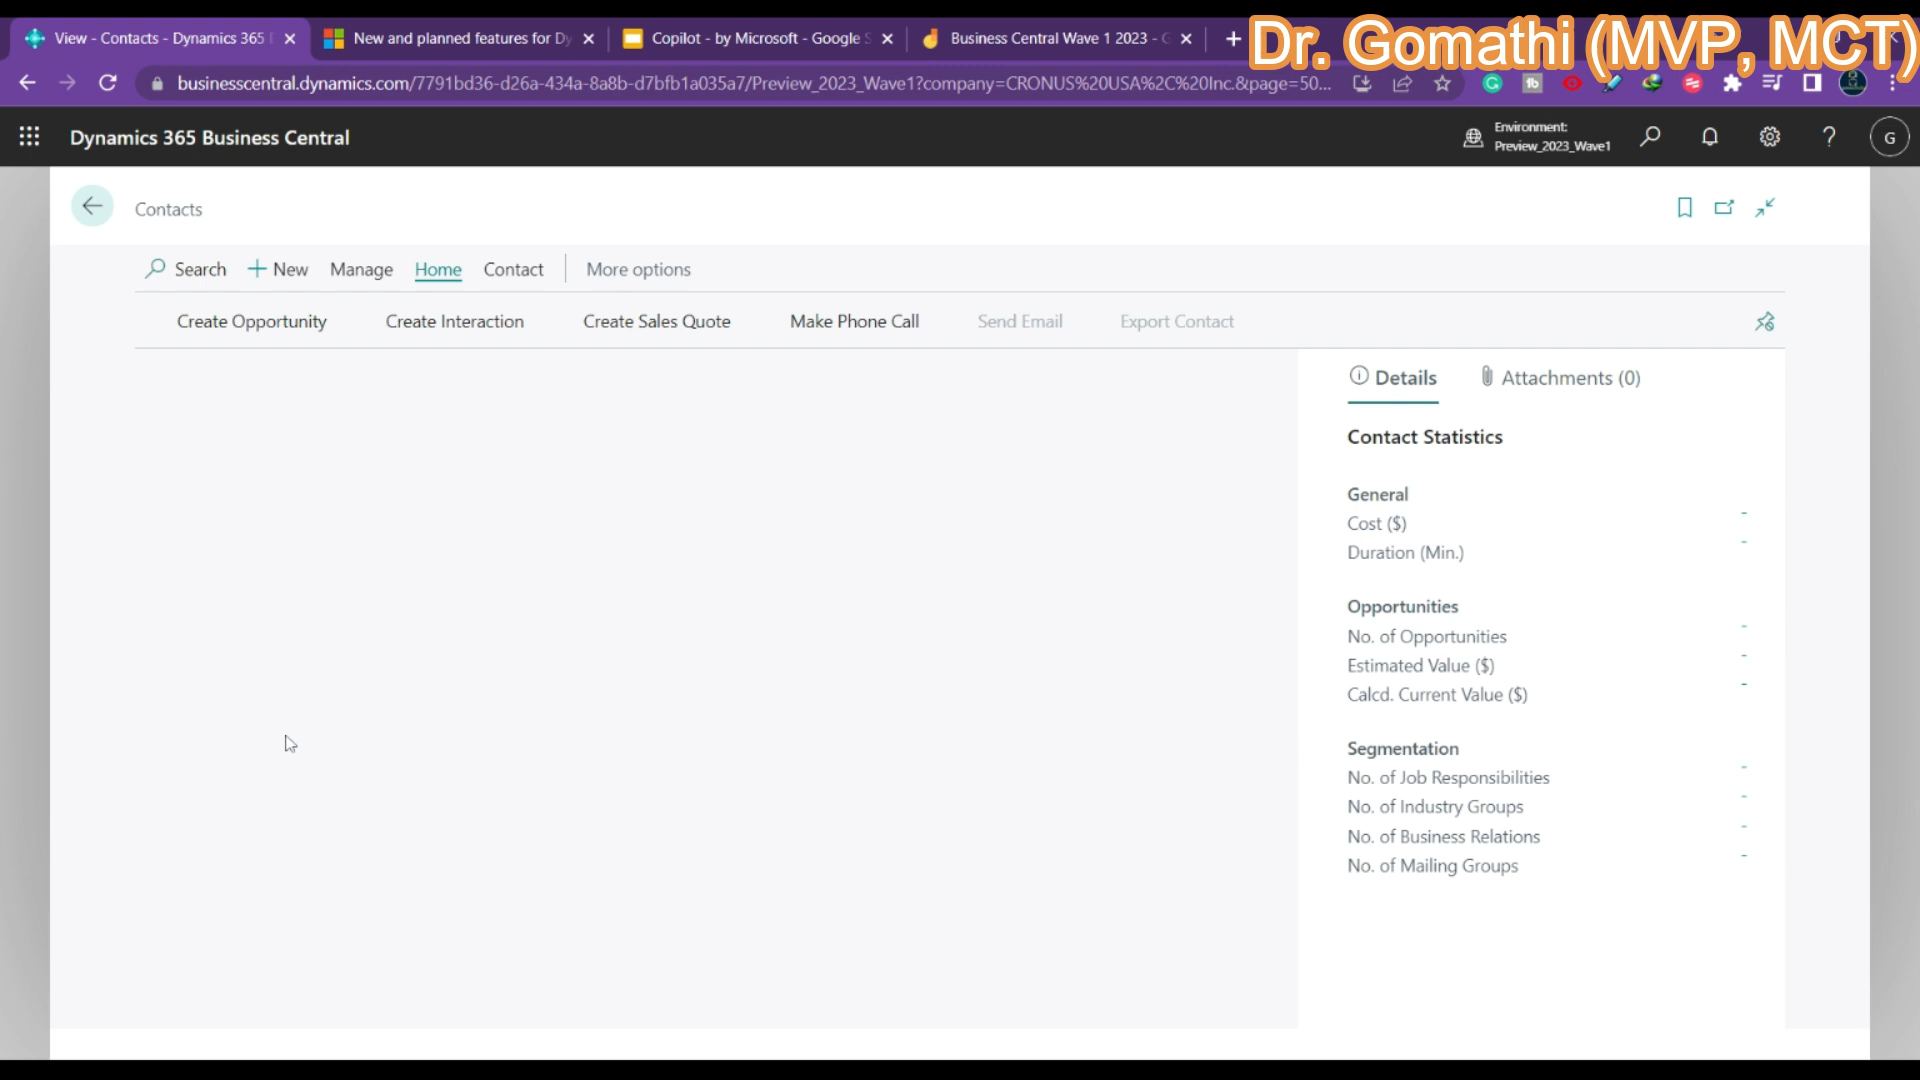 View - Contacts - Dynamics 365
New and planned features for Dy
Copilot - by Microsoft - Google S
Business Central Wave 1 2023 - G
Dr. Gomathi (MVP, MCT)
businesscentral.dynamics.com/7791bd36-d26a-434a-8a8b-d7bfb1a035a7/Preview_2023_Wave1?company=CRONUS%20USA%2C%20Inc.&page=50...
Dynamics 365 Business Central
Environment:
Preview_2023_Wave1
?
G
Contacts
Search
New
Manage
Home
Contact
More options
Create Opportunity
Create Interaction
Create Sales Quote
Make Phone Call
Send Email
Export Contact
Details
Attachments (0)
Contact Statistics
General
Cost ($) -
Duration (Min.) -
Opportunities
No. of Opportunities -
Estimated Value ($) -
Calcd. Current Value ($) -
Segmentation
No. of Job Responsibilities -
No. of Industry Groups -
No. of Business Relations -
No. of Mailing Groups -